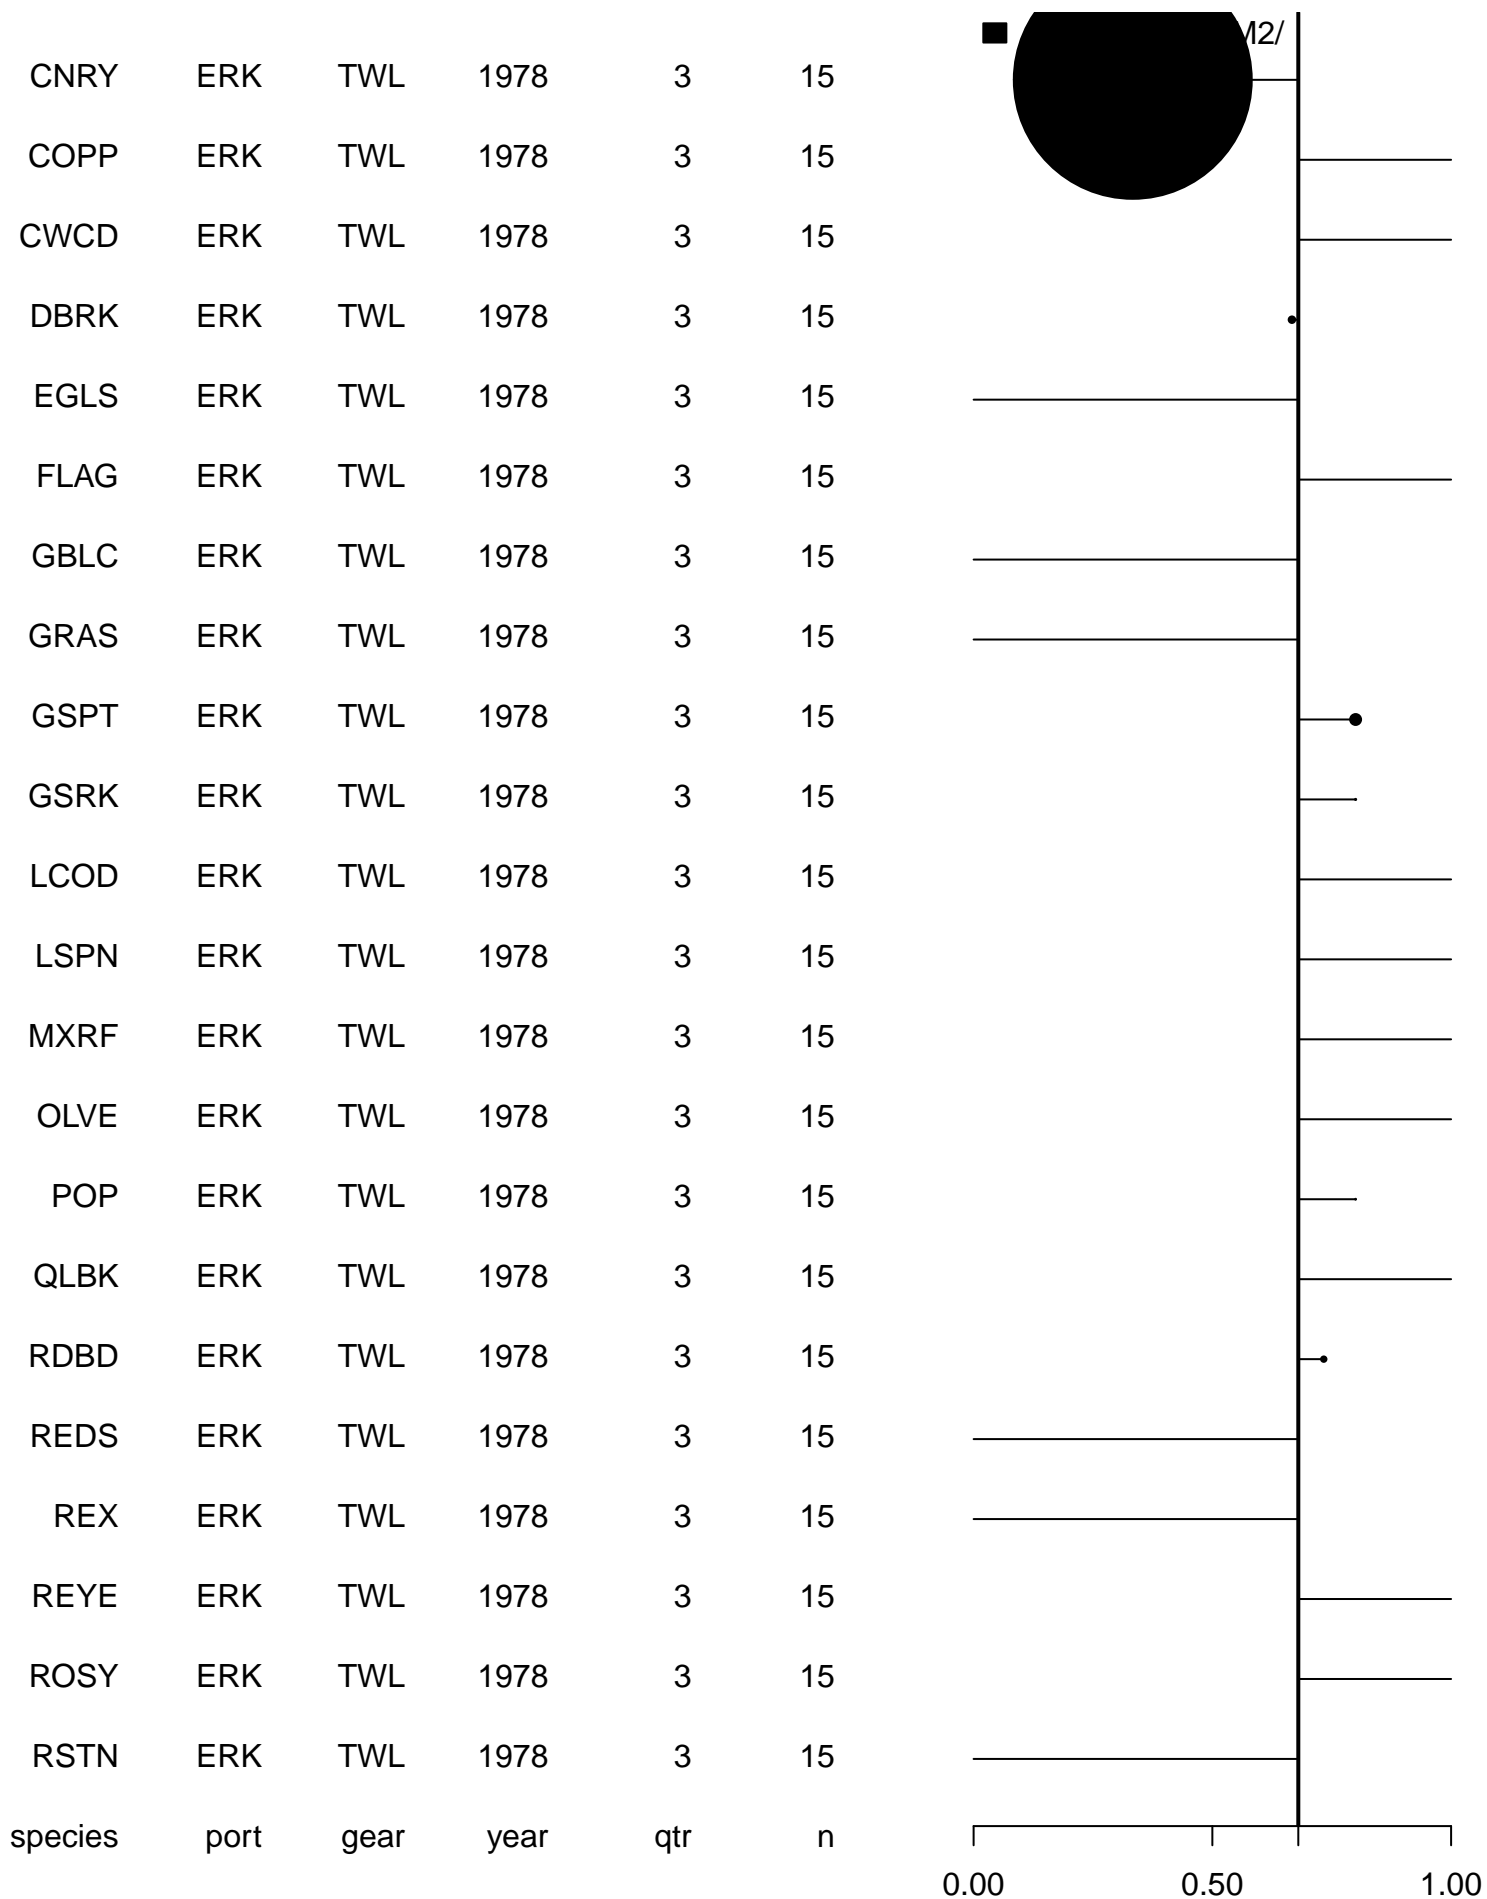 M2/
CNRY ERK TWL 1978 3 15
COPP ERK TWL 1978 3 15
CWCD ERK TWL 1978 3 15
DBRK ERK TWL 1978 3 15
EGLS ERK TWL 1978 3 15
FLAG ERK TWL 1978 3 15
GBLC ERK TWL 1978 3 15
GRAS ERK TWL 1978 3 15
GSPT ERK TWL 1978 3 15
GSRK ERK TWL 1978 3 15
LCOD ERK TWL 1978 3 15
LSPN ERK TWL 1978 3 15
MXRF ERK TWL 1978 3 15
OLVE ERK TWL 1978 3 15
POP ERK TWL 1978 3 15
QLBK ERK TWL 1978 3 15
RDBD ERK TWL 1978 3 15
REDS ERK TWL 1978 3 15
REX ERK TWL 1978 3 15
REYE ERK TWL 1978 3 15
ROSY ERK TWL 1978 3 15
RSTN ERK TWL 1978 3 15
species port gear year qtr n
0.00 0.50 1.00